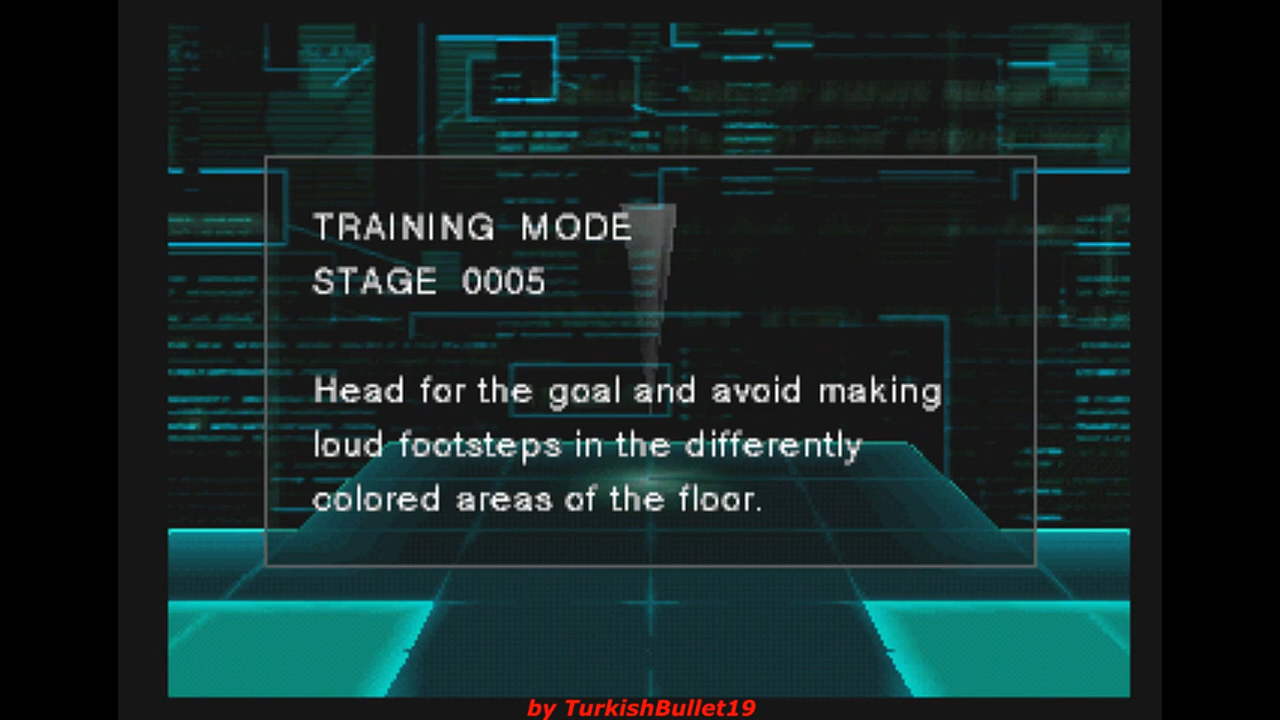 TRAINING MODE
STAGE 0005
Head for the goal and avoid making
loud footsteps in the differently
colored areas of the floor.
by TurkishBullet19